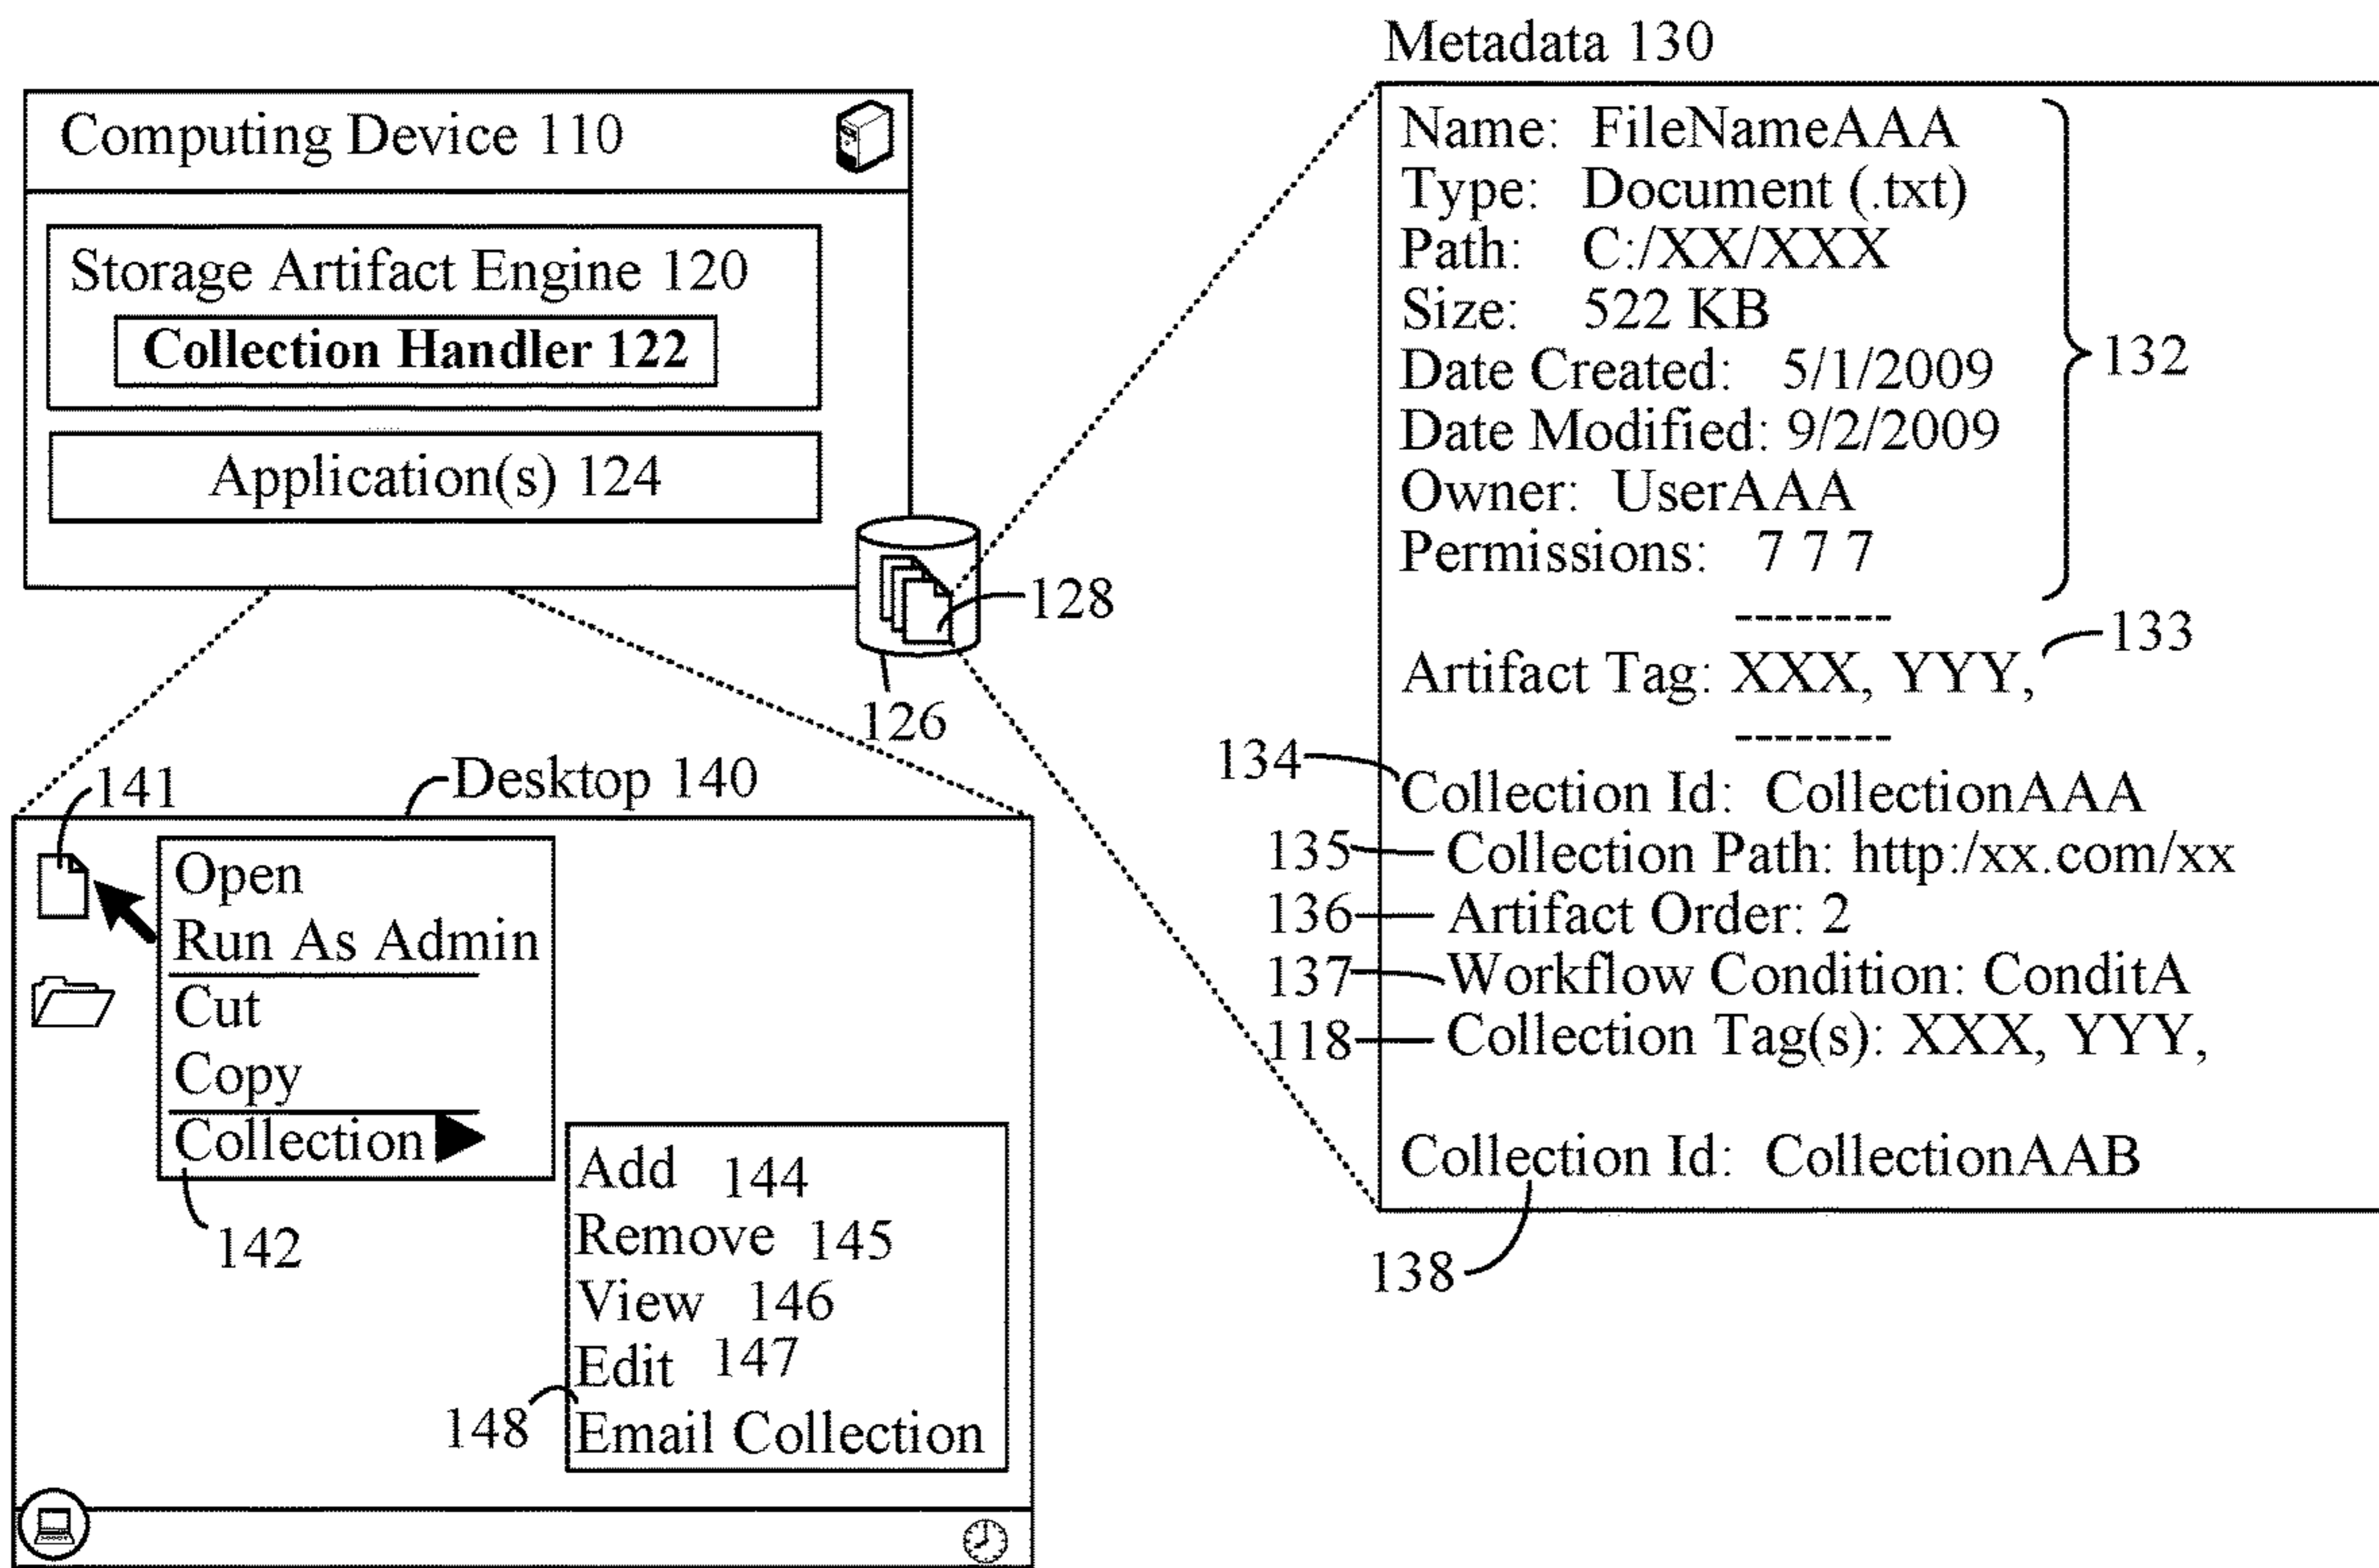 Metadata 130
Computing Device 110
Storage Artifact Engine 120
Collection Handler 122
Application(s) 124
128
126
Name: FileNameAAA
Type: Document (.txt)
Path: C:/XX/XXX
Size: 522 KB
Date Created: 5/1/2009
Date Modified: 9/2/2009
Owner: UserAAA
Permissions: 7 7 7
132
--------
133
Artifact Tag: XXX, YYY,
--------
134
Collection Id: CollectionAAA
135 Collection Path: http:/xx.com/xx
136 Artifact Order: 2
137 Workflow Condition: ConditA
118 Collection Tag(s): XXX, YYY,
Collection Id: CollectionAAB
138
Desktop 140
141
Open
Run As Admin
Cut
Copy
Collection
142
Add 144
Remove 145
View 146
Edit 147
148
Email Collection